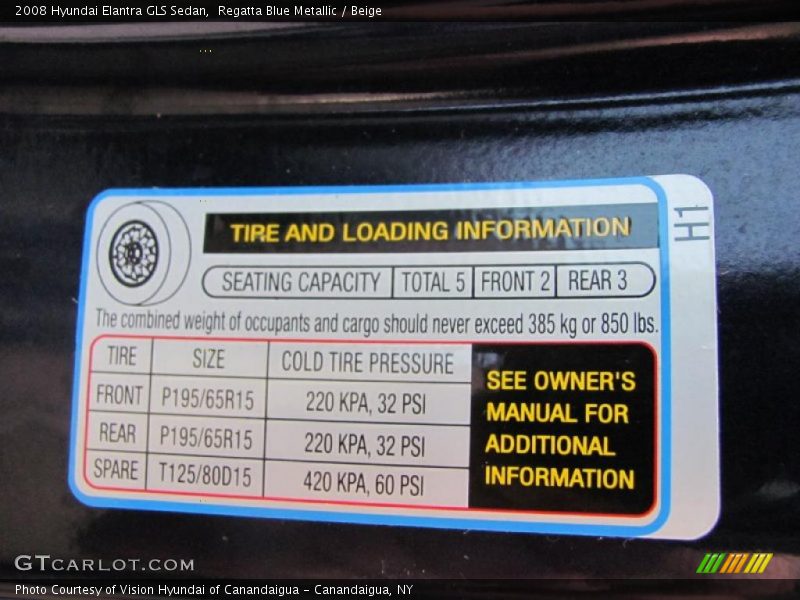 2008 Hyundai Elantra GLS Sedan,  Regatta Blue Metallic / Beige
TIRE AND LOADING INFORMATION
H1
SEATING CAPACITY TOTAL 5 FRONT 2 REAR 3
The combined weight of occupants and cargo should never exceed 385 kg or 850 lbs.
TIRE SIZE COLD TIRE PRESSURE
FRONT P195/65R15 220 KPA, 32 PSI
REAR P195/65R15 220 KPA, 32 PSI
SPARE T125/80D15 420 KPA, 60 PSI
SEE OWNER'S
MANUAL FOR
ADDITIONAL
INFORMATION
GTCARLOT.COM
Photo Courtesy of Vision Hyundai of Canandaigua - Canandaigua, NY